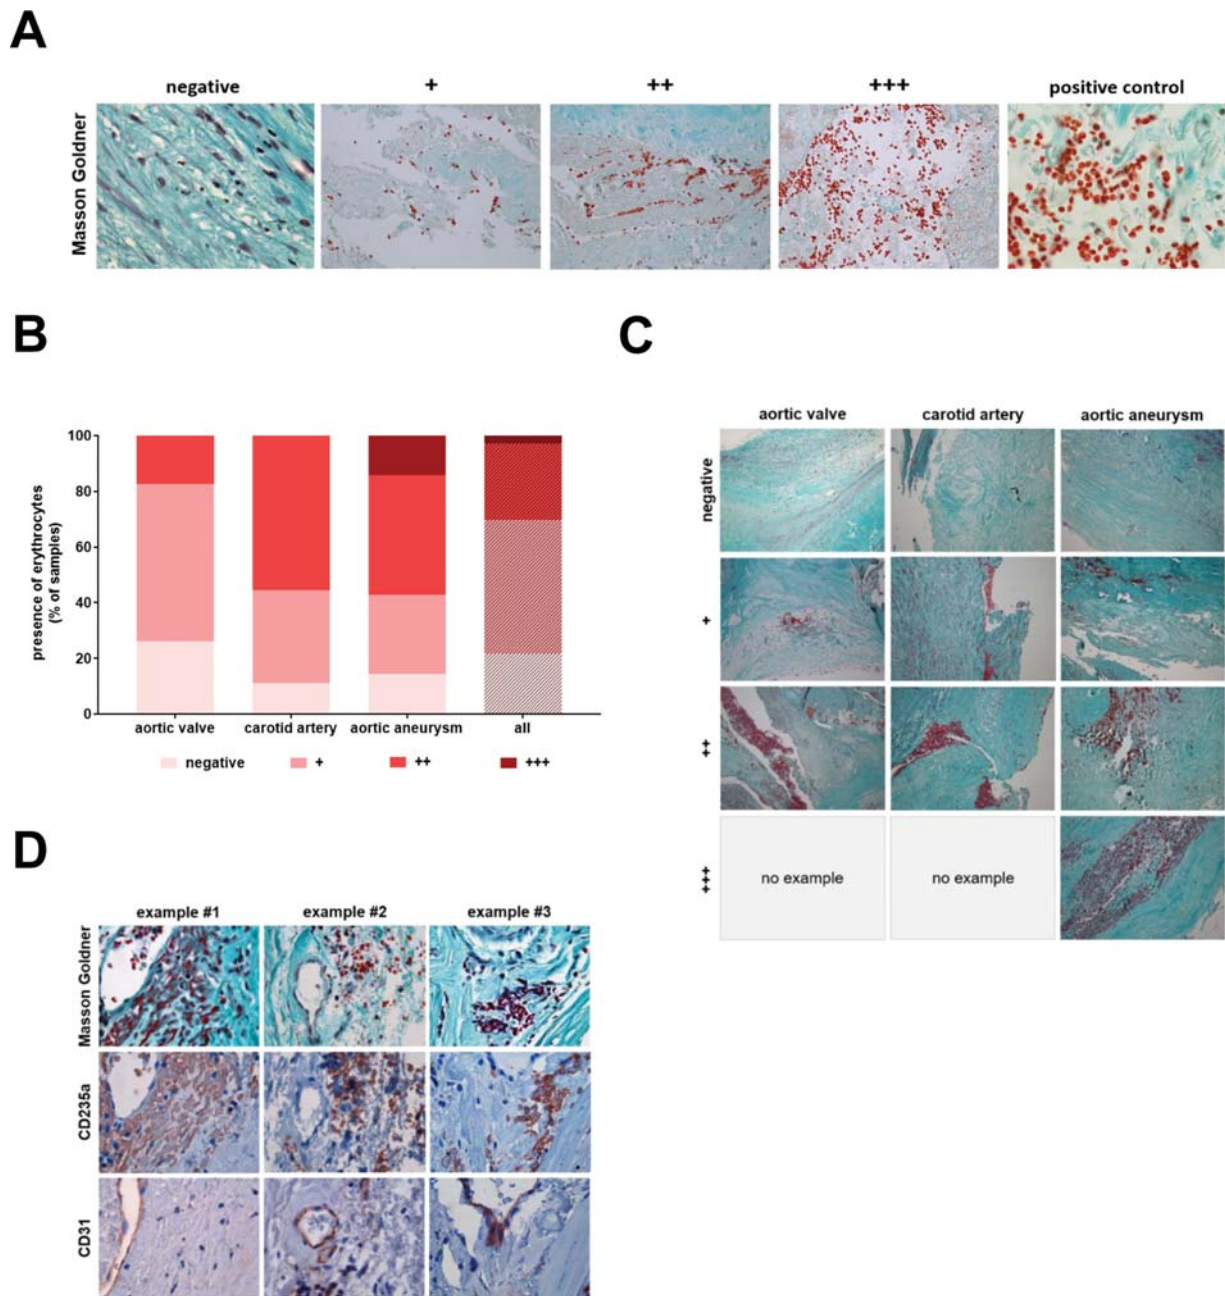 A
negative + ++ +++ positive control
Masson Goldner
B
presence of erythrocytes
(% of samples)
100
80
60
40
20
0
aortic valve carotid artery aortic aneurysm all
negative + ++ +++
C
aortic valve carotid artery aortic aneurysm
negative
+
++
+++
no example no example
D
example #1 example #2 example #3
Masson Goldner
CD235a
CD31